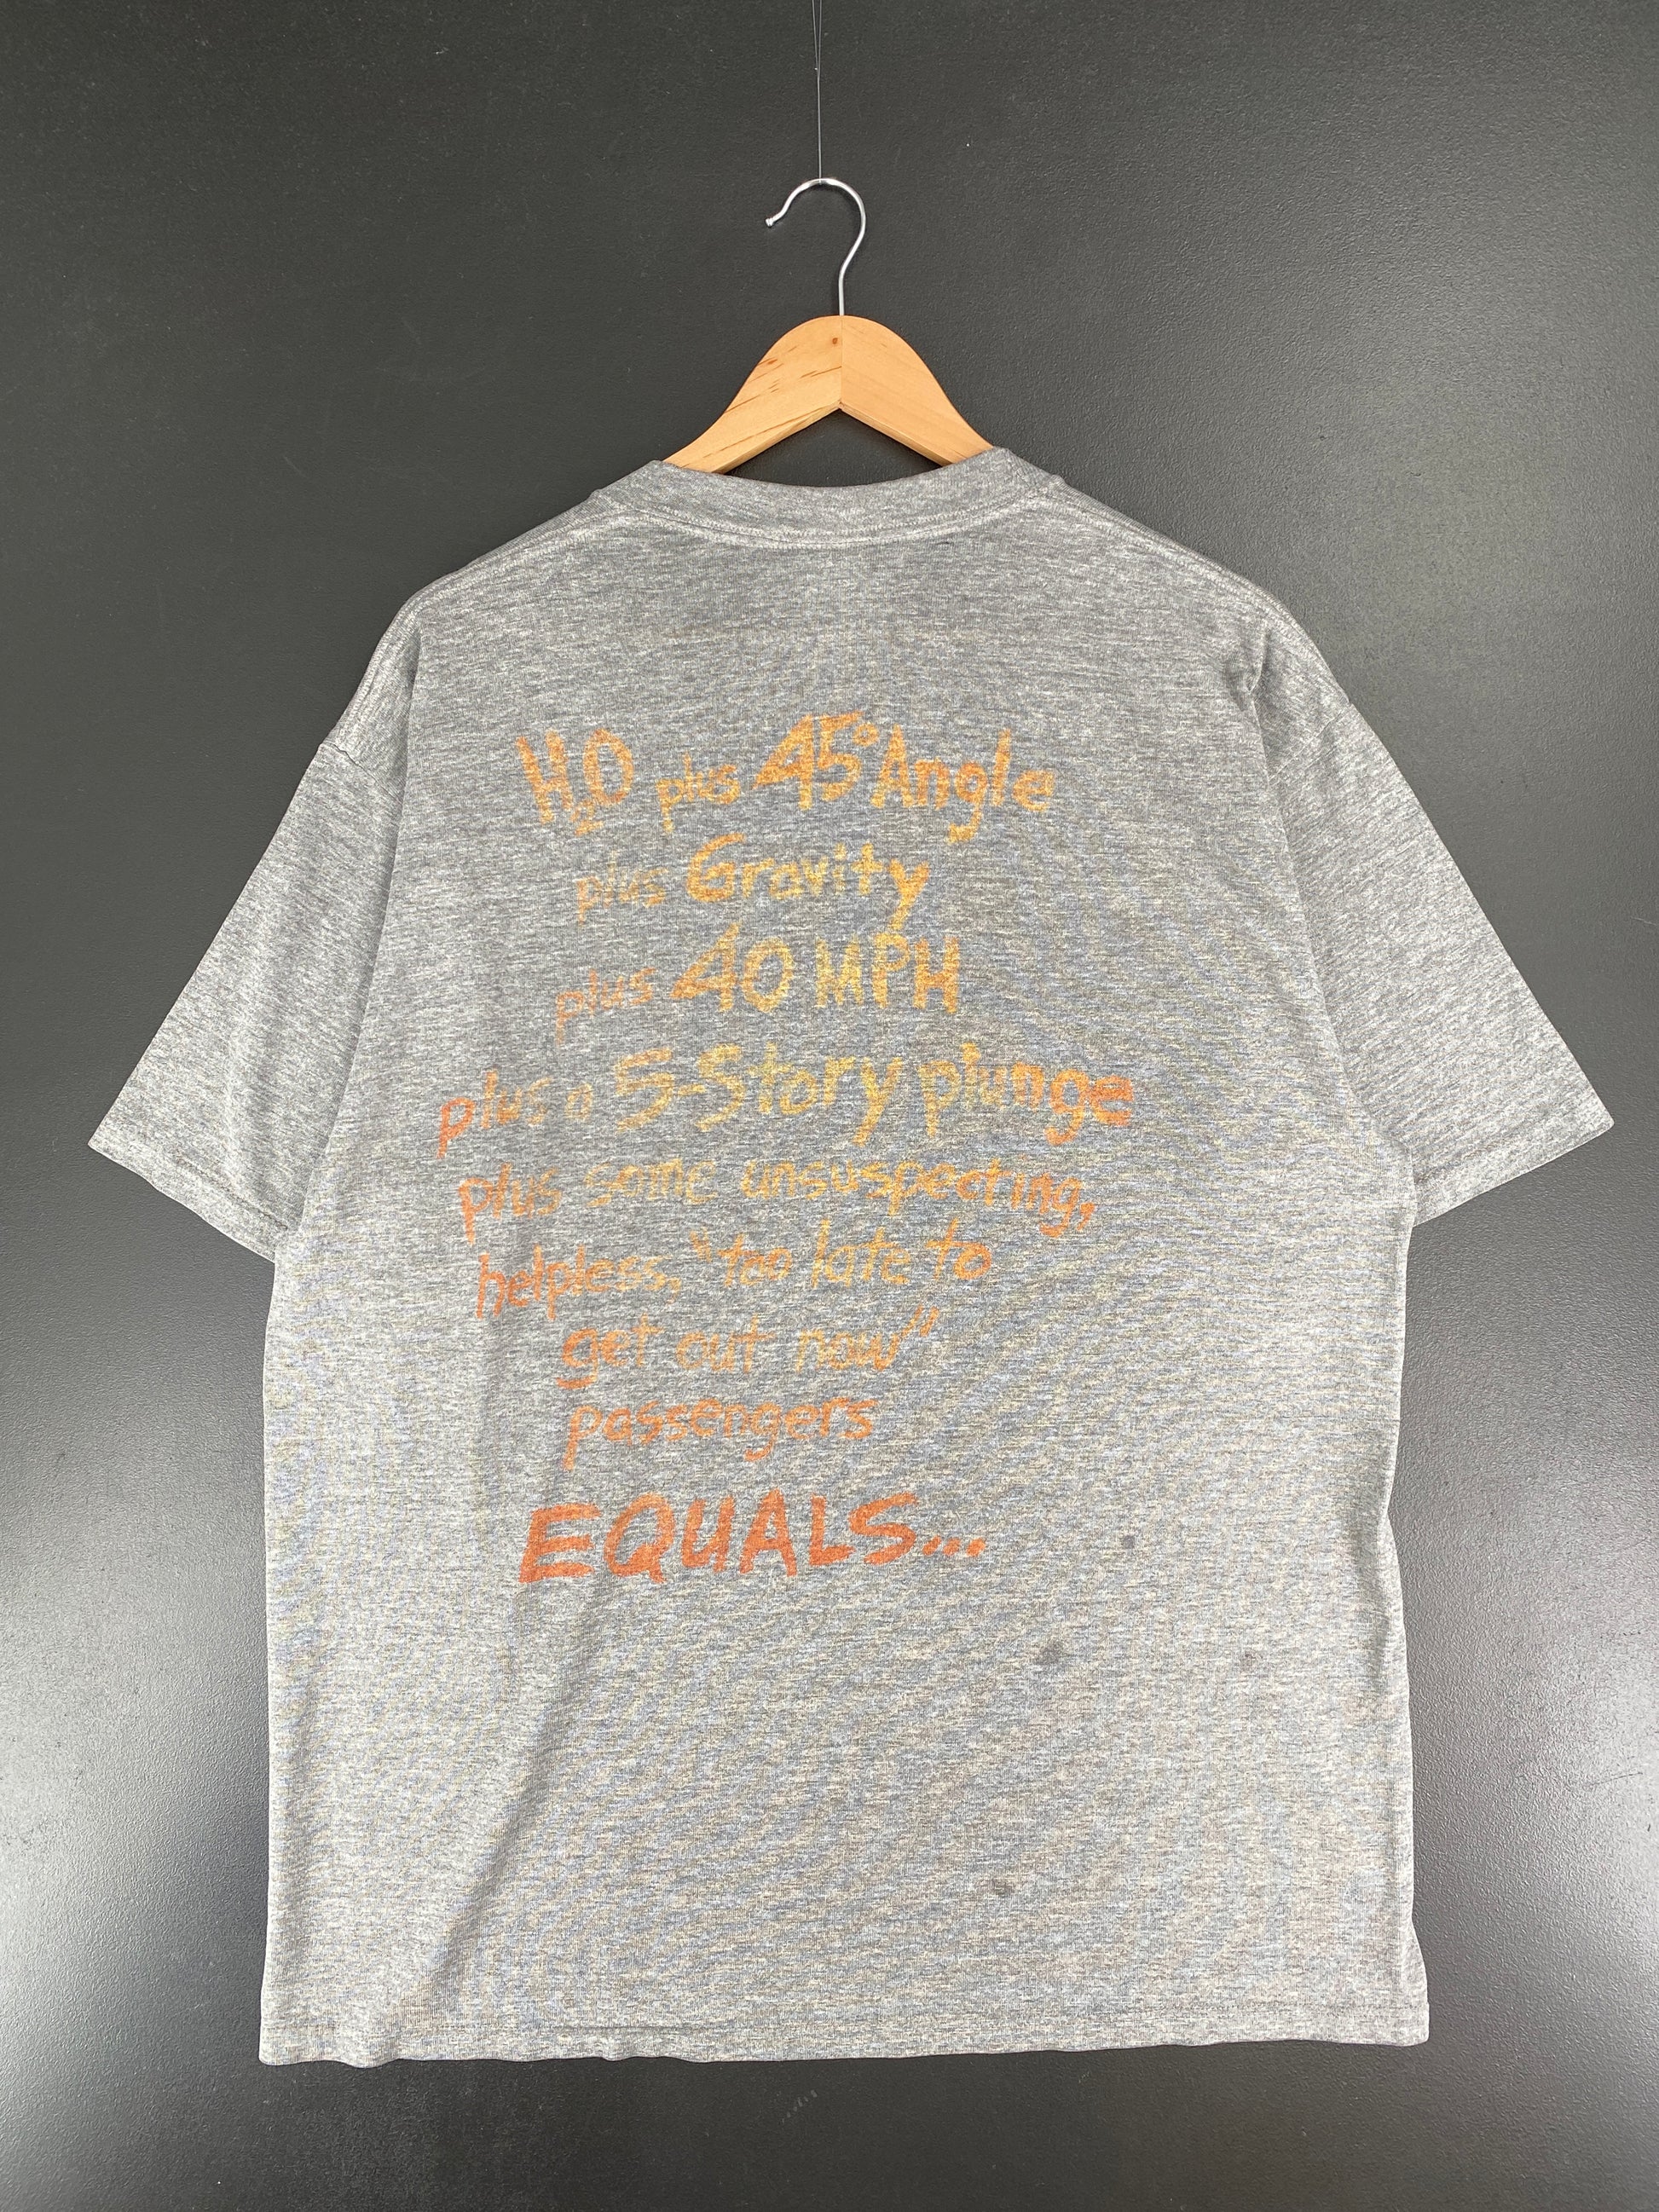 H₂O plus 45° Angle
plus Gravity
plus 40 MPH
plus a 5-Story plunge
plus some unsuspecting,
helpless, "too late to
get out now"
passengers
EQUALS...